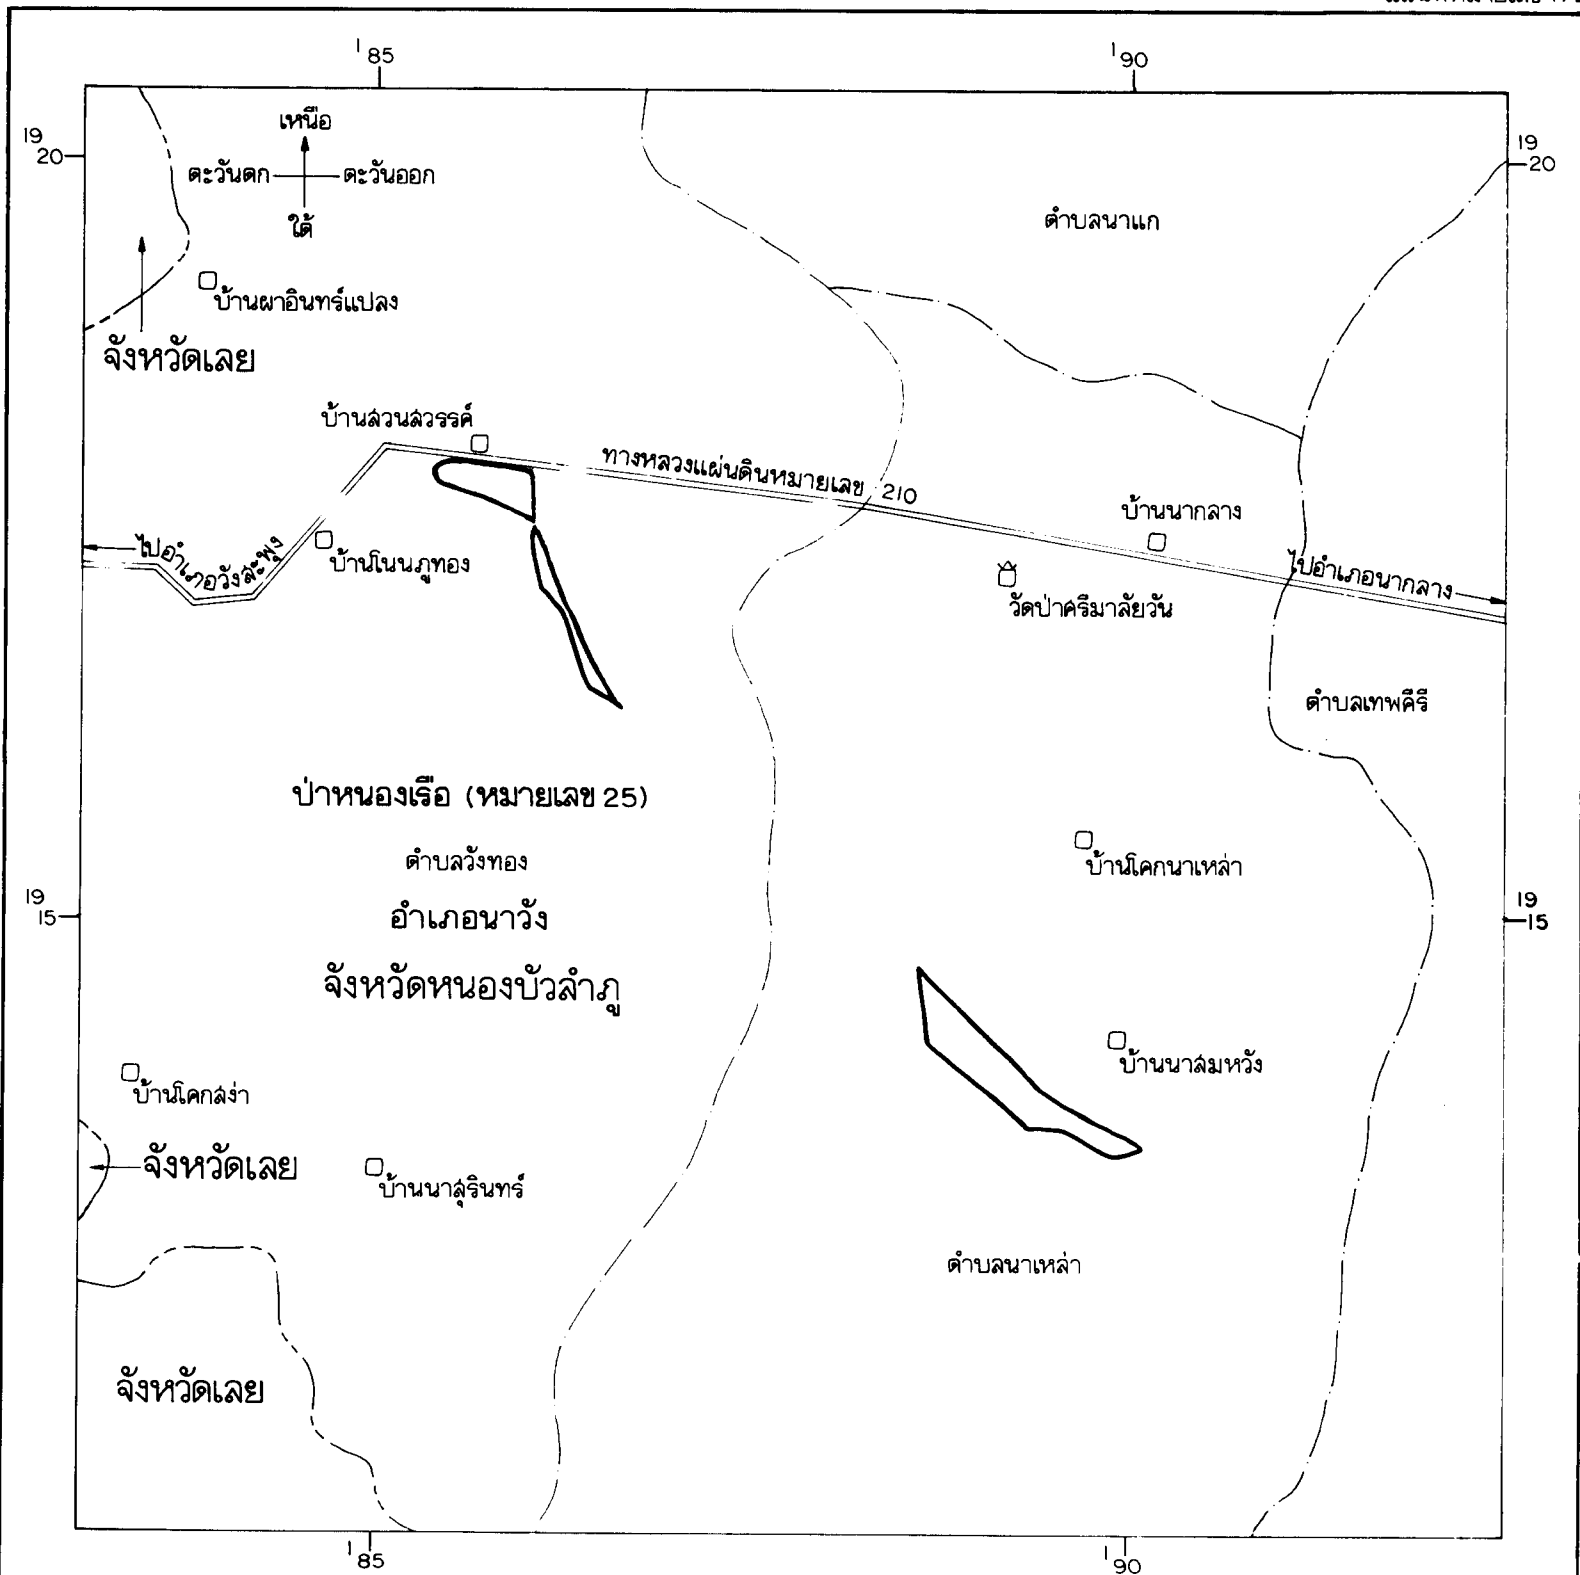 1 85
1 90
เหนือ
19 20
19 20
ตะวันตก
ตะวันออก
ใต้
ตำบลนาแก
บ้านผาอินทร์แปลง
จังหวัดเลย
บ้านสวนสวรรค์
ทางหลวงแผ่นดินหมายเลข 210
บ้านนากลาง
ไปอำเภอวังสะพุง
บ้านโนนภูทอง
ไปอำเภอนากลาง
วัดป่าศรีมาลัยวัน
ตำบลเทพคีรี
ป่าหนองเรือ (หมายเลข 25)
ตำบลวังทอง
บ้านโคกนาเหล่า
19 15
19 15
อำเภอนาวัง
จังหวัดหนองบัวลำภู
บ้านนาสมหวัง
บ้านโคกสง่า
จังหวัดเลย
บ้านนาสุรินทร์
ตำบลนาเหล่า
จังหวัดเลย
1 85
1 90